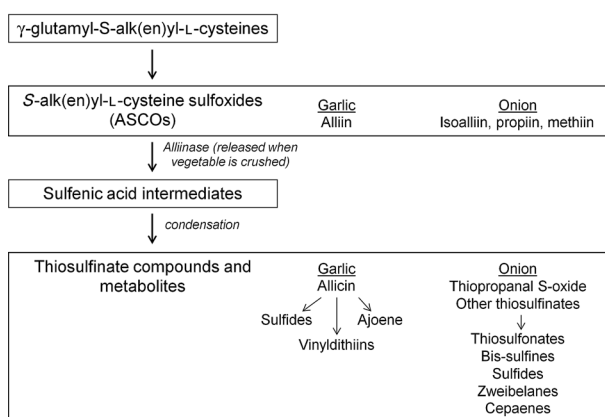 γ-glutamyl-S-alk(en)yl-L-cysteines
S-alk(en)yl-L-cysteine sulfoxides
(ASCOs)
Garlic
Alliin
Onion
Isoalliin, propiin, methiin
Alliinase (released when
vegetable is crushed)
Sulfenic acid intermediates
condensation
Thiosulfinate compounds and
metabolites
Garlic
Allicin
Sulfides
Ajoene
Vinyldithiins
Onion
Thiopropanal S-oxide
Other thiosulfinates
Thiosulfonates
Bis-sulfines
Sulfides
Zweibelanes
Cepaenes